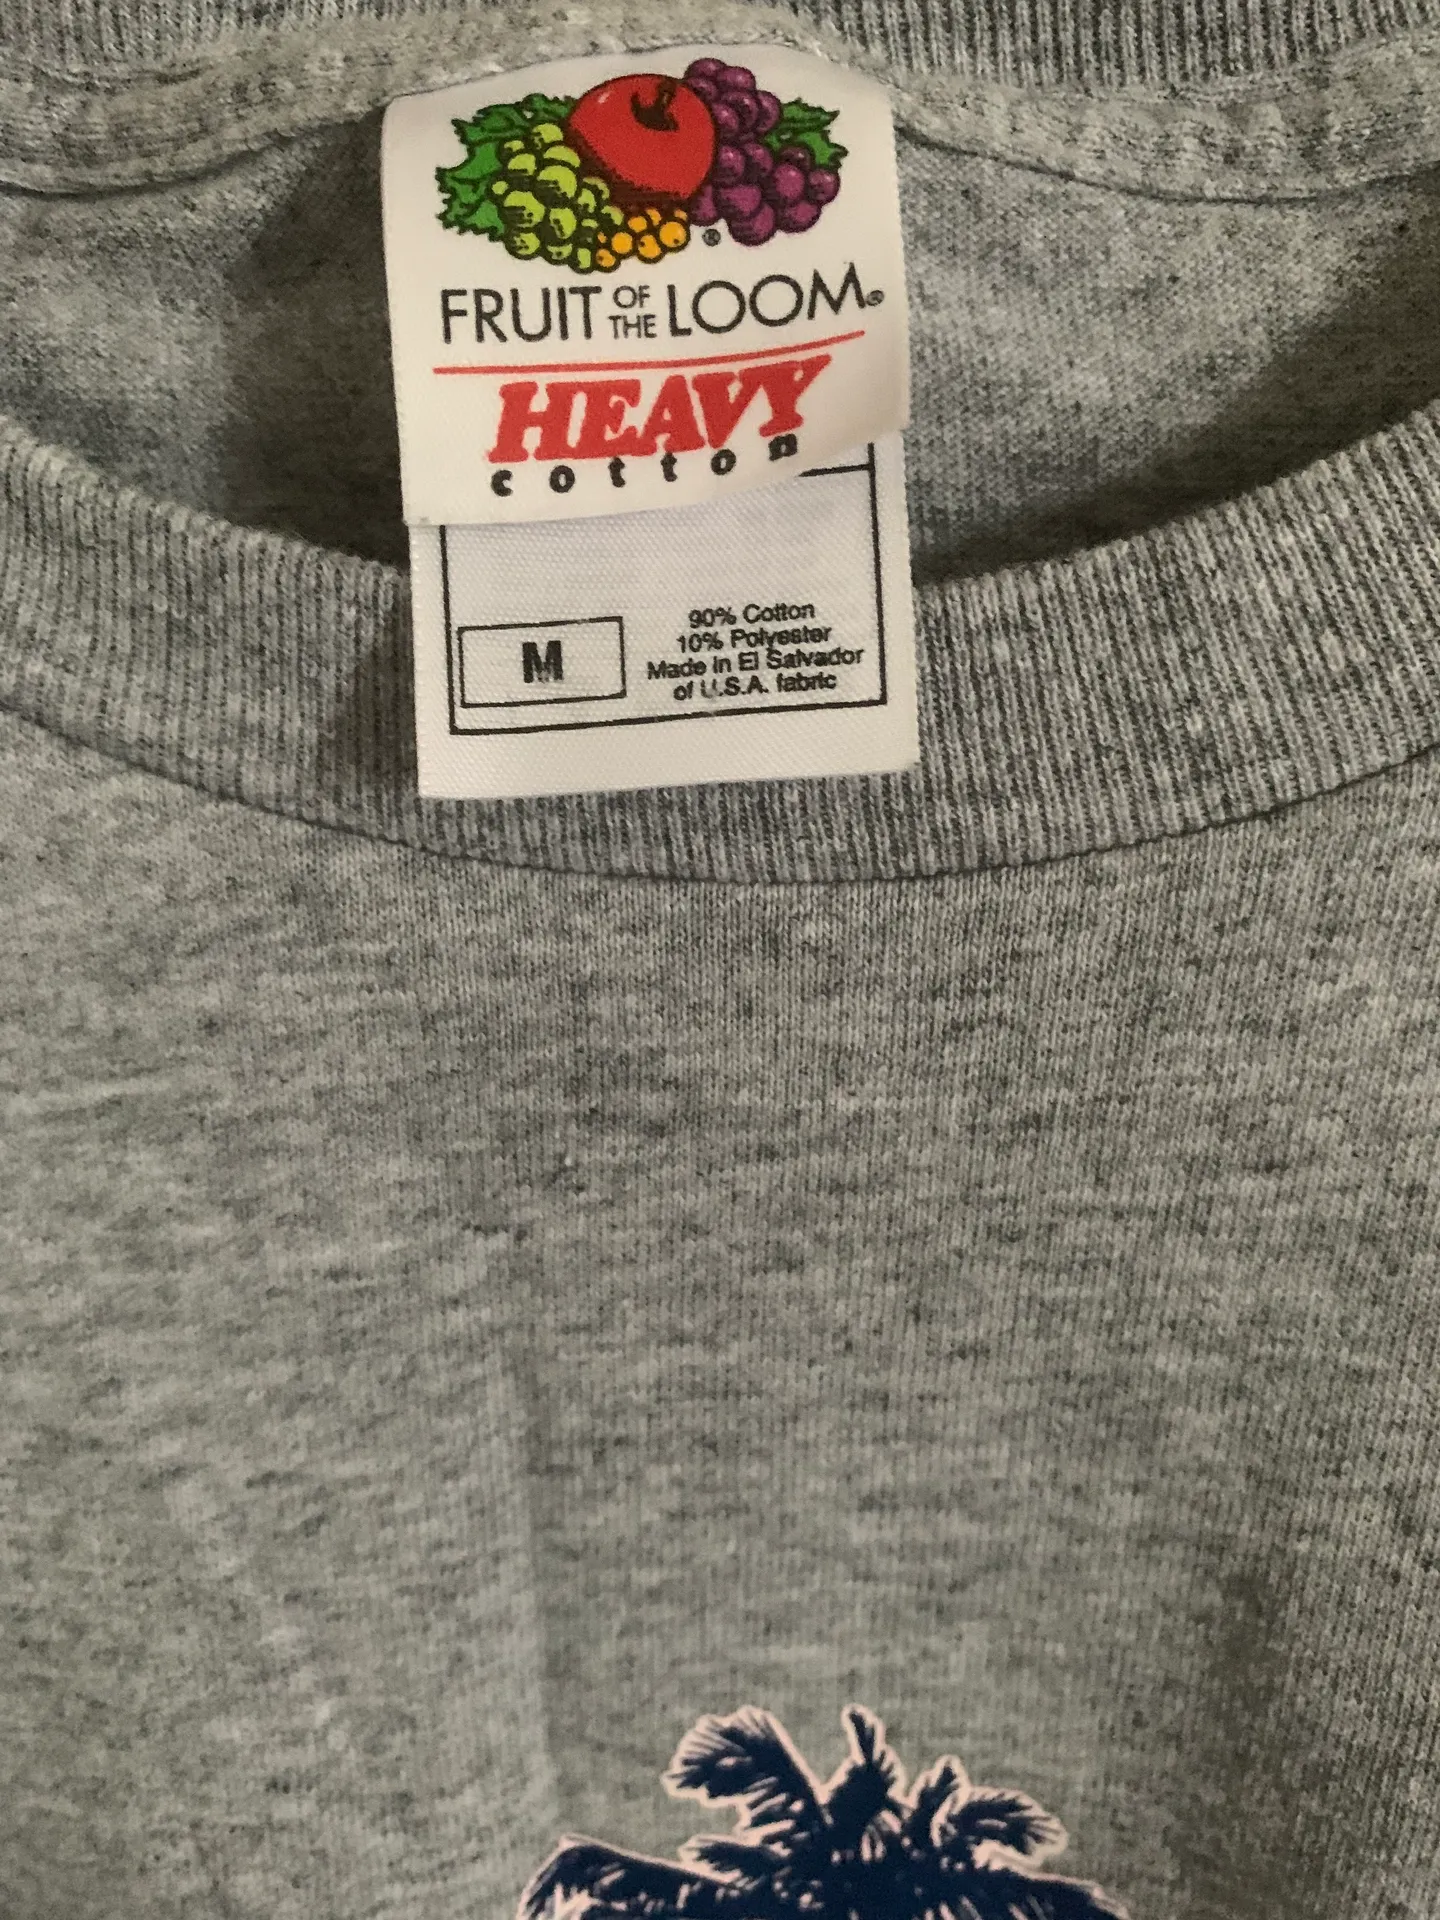 ®
FRUIT OF THE LOOM®
HEAVY
cotton
M
90% Cotton
10% Polyester
Made in El Salvador
of U.S.A. fabric